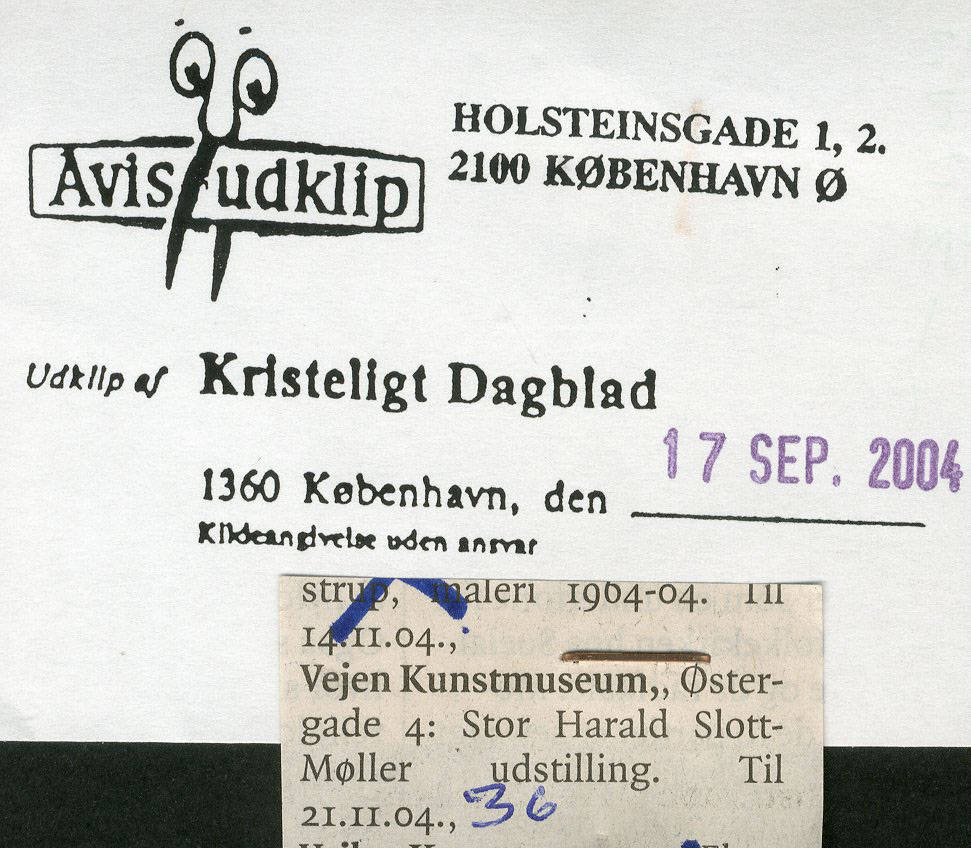 Avis udklip
HOLSTEINSGADE 1, 2.
2100 KØBENHAVN Ø
Udklip af Kristeligt Dagblad
17 SEP. 2004
1360 København, den
Kildeangivelse uden ansvar
strup, maleri 1964-04. Til
14.11.04.,
Vejen Kunstmuseum,, Øster-
gade 4: Stor Harald Slott-
Møller udstilling. Til
21.11.04., 36